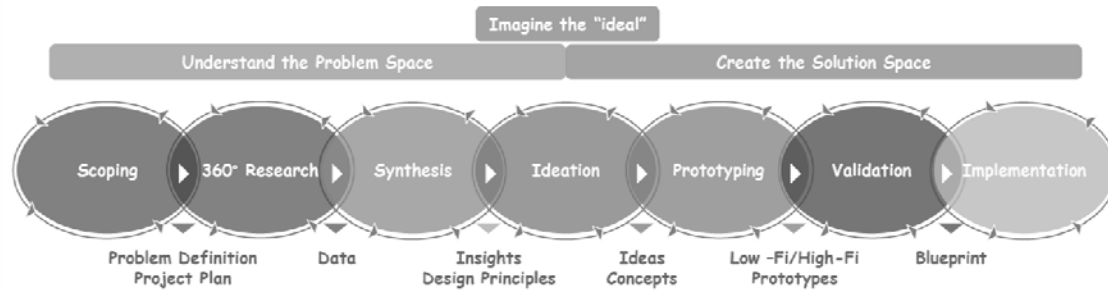 Imagine the “ideal”
Understand the Problem Space
Create the Solution Space
Scoping
360° Research
Synthesis
Ideation
Prototyping
Validation
Implementation
Problem Definition
Project Plan
Data
Insights
Design Principles
Ideas
Concepts
Low –Fi/High-Fi
Prototypes
Blueprint